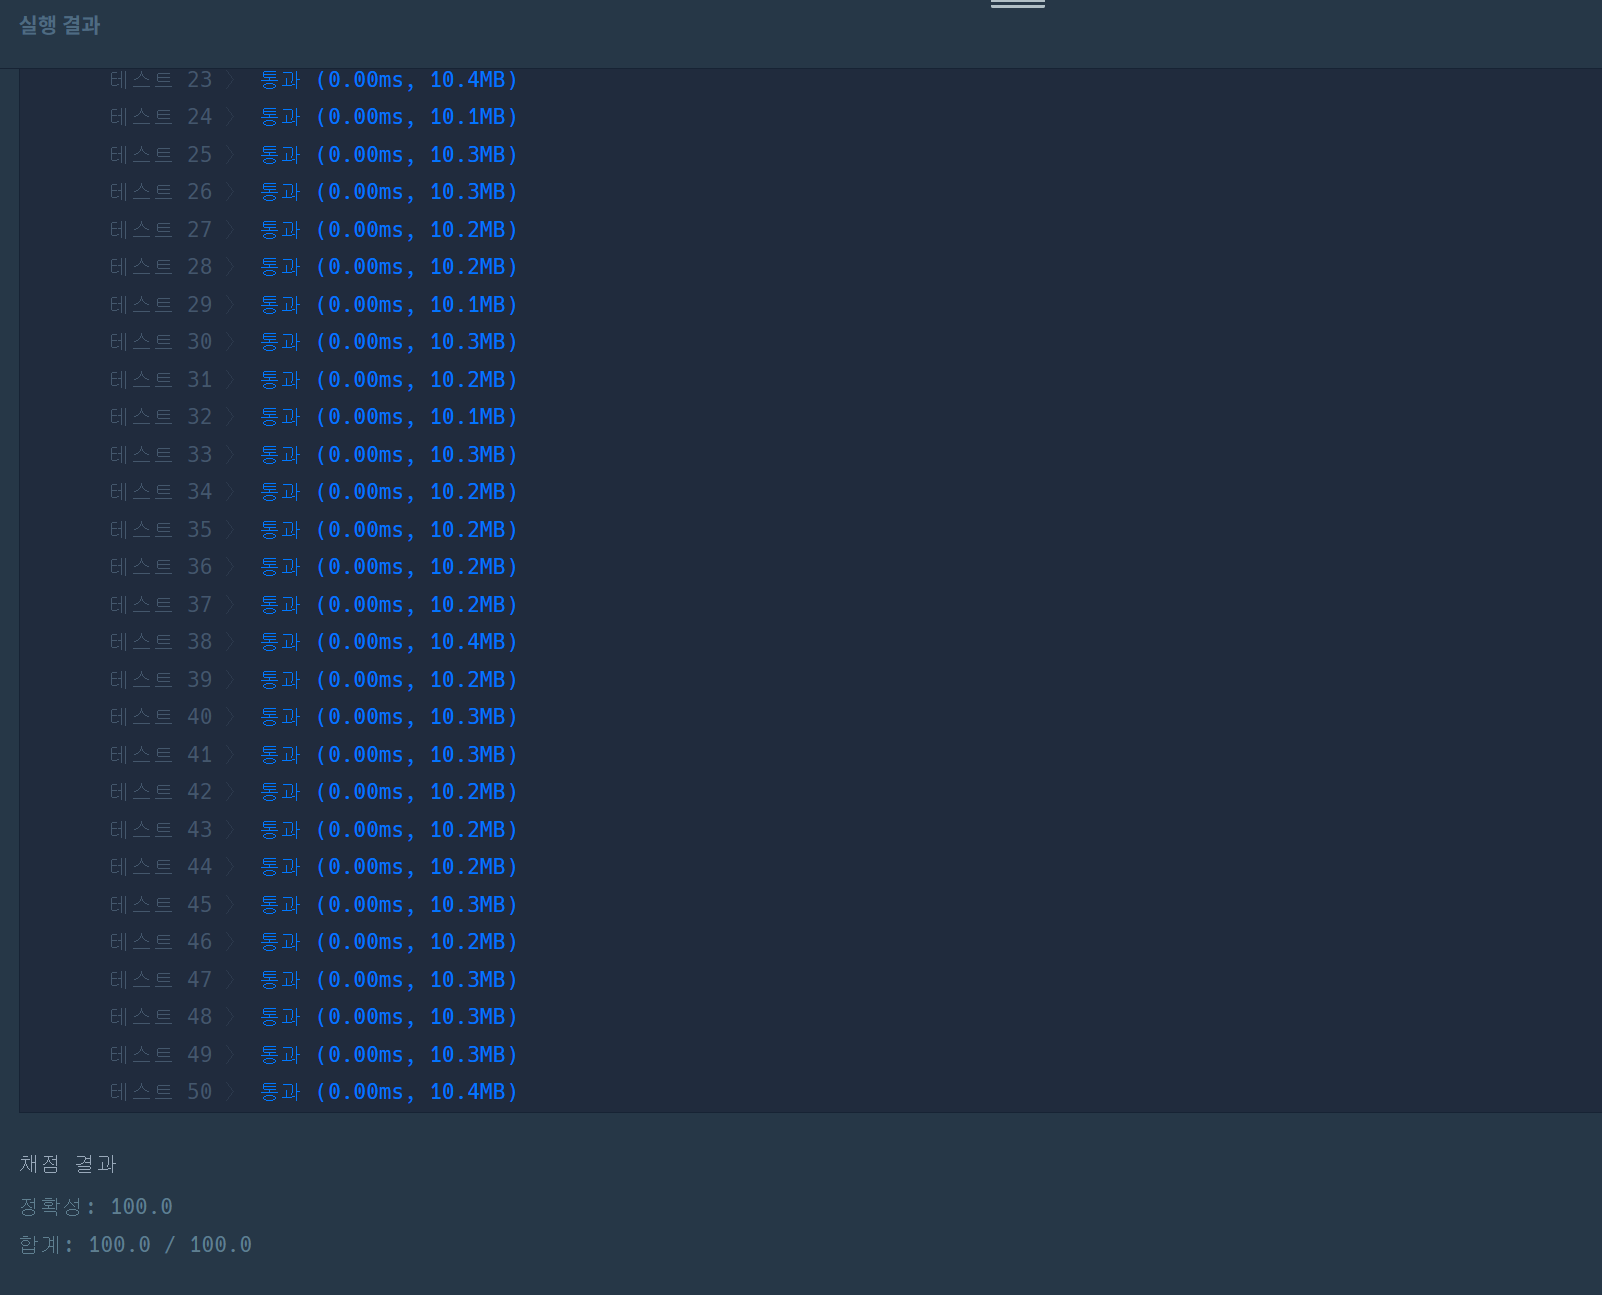 실행 결과
테스트 23 〉 통과 (0.00ms, 10.4MB)
테스트 24 〉 통과 (0.00ms, 10.1MB)
테스트 25 〉 통과 (0.00ms, 10.3MB)
테스트 26 〉 통과 (0.00ms, 10.3MB)
테스트 27 〉 통과 (0.00ms, 10.2MB)
테스트 28 〉 통과 (0.00ms, 10.2MB)
테스트 29 〉 통과 (0.00ms, 10.1MB)
테스트 30 〉 통과 (0.00ms, 10.3MB)
테스트 31 〉 통과 (0.00ms, 10.2MB)
테스트 32 〉 통과 (0.00ms, 10.1MB)
테스트 33 〉 통과 (0.00ms, 10.3MB)
테스트 34 〉 통과 (0.00ms, 10.2MB)
테스트 35 〉 통과 (0.00ms, 10.2MB)
테스트 36 〉 통과 (0.00ms, 10.2MB)
테스트 37 〉 통과 (0.00ms, 10.2MB)
테스트 38 〉 통과 (0.00ms, 10.4MB)
테스트 39 〉 통과 (0.00ms, 10.2MB)
테스트 40 〉 통과 (0.00ms, 10.3MB)
테스트 41 〉 통과 (0.00ms, 10.3MB)
테스트 42 〉 통과 (0.00ms, 10.2MB)
테스트 43 〉 통과 (0.00ms, 10.2MB)
테스트 44 〉 통과 (0.00ms, 10.2MB)
테스트 45 〉 통과 (0.00ms, 10.3MB)
테스트 46 〉 통과 (0.00ms, 10.2MB)
테스트 47 〉 통과 (0.00ms, 10.3MB)
테스트 48 〉 통과 (0.00ms, 10.3MB)
테스트 49 〉 통과 (0.00ms, 10.3MB)
테스트 50 〉 통과 (0.00ms, 10.4MB)
채점 결과
정확성: 100.0
합계: 100.0 / 100.0